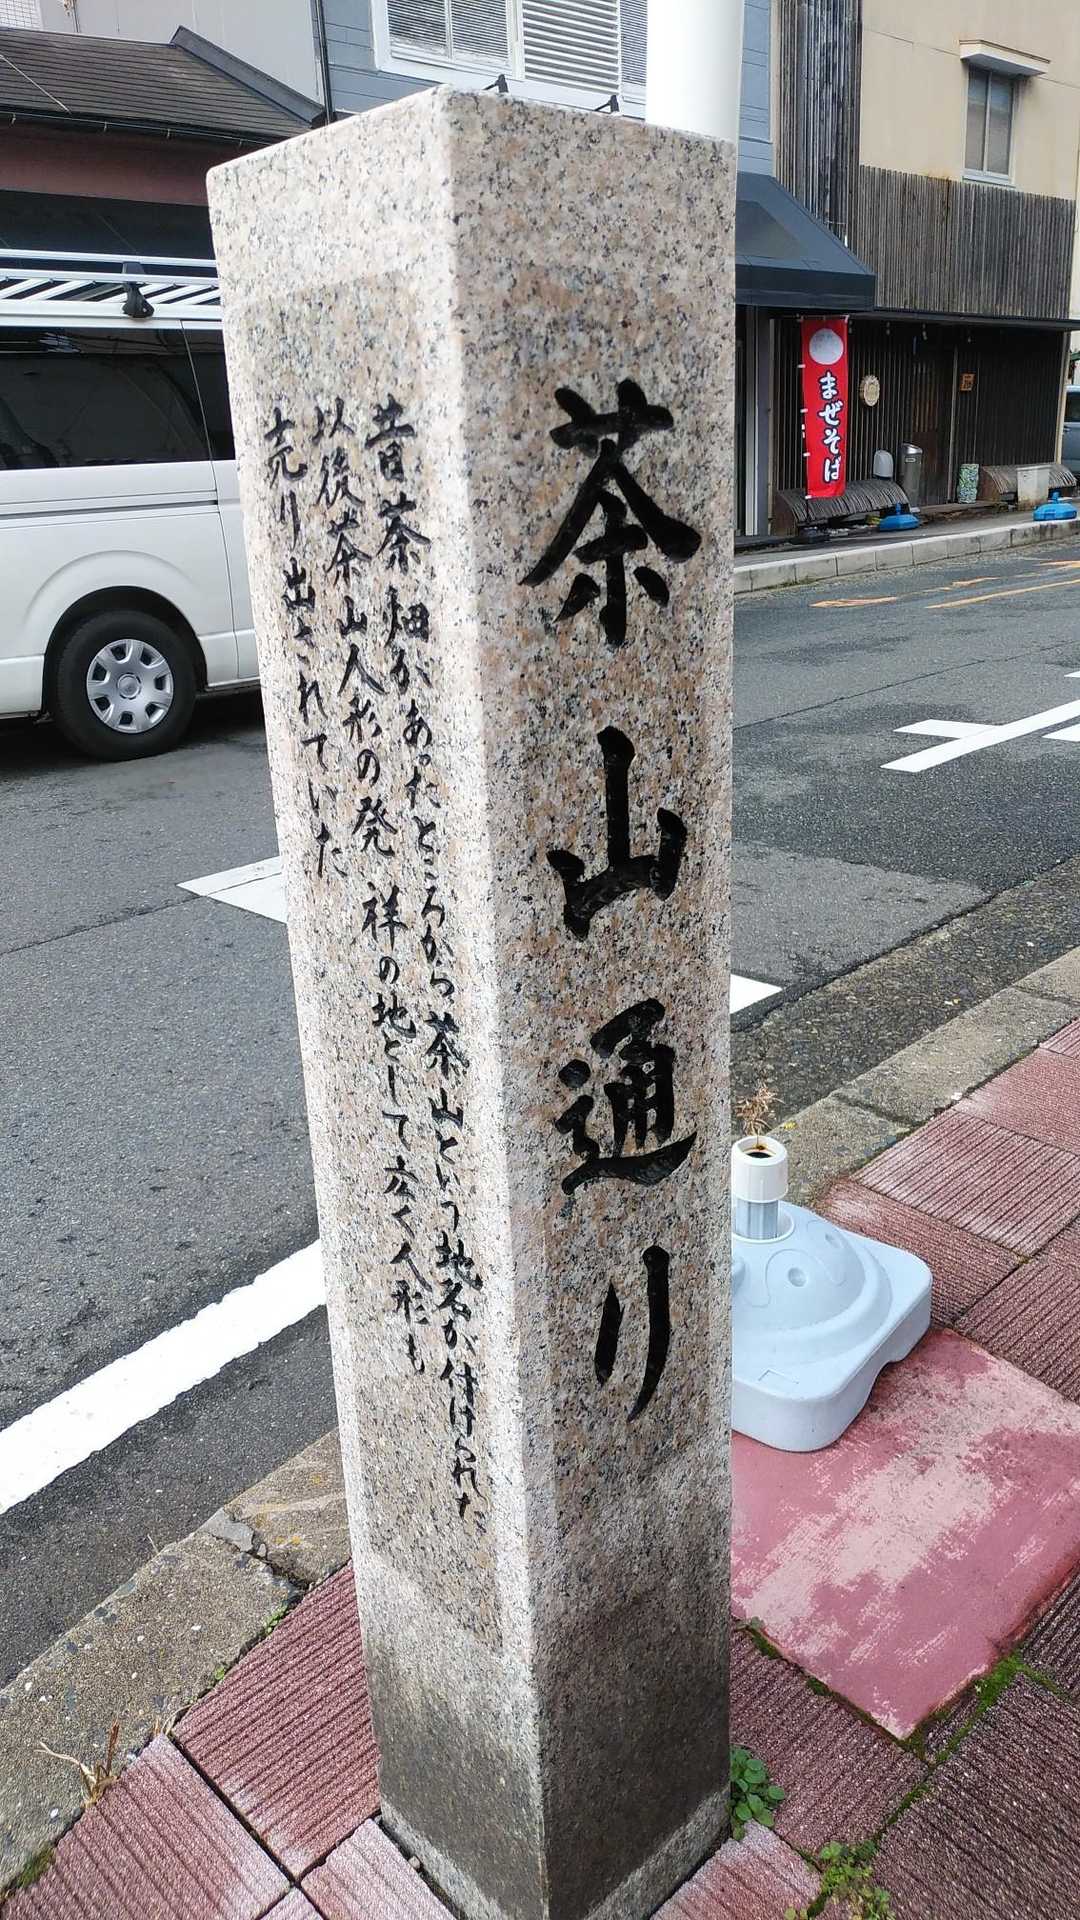 茶山通り
昔茶畑があったところから茶山という地名が付けられた
以後茶山人形の発祥の地として広く人形も
売り出されていた
まぜそば